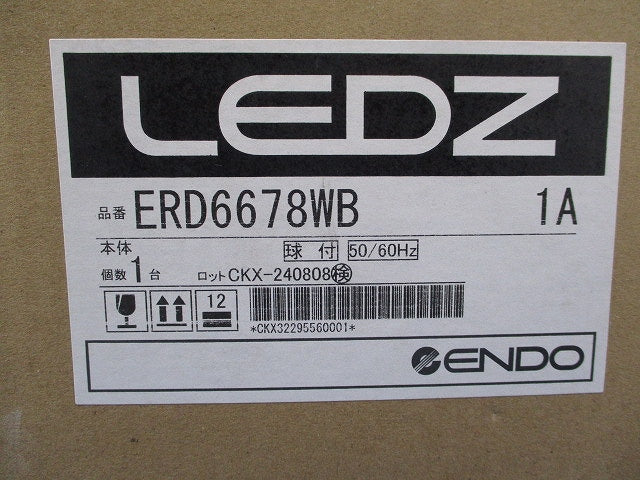 LEDZ
品番 ERD6678WB 1A
本体 球付 50/60Hz
個数 1台 ロット CKX-240808 検
12
*CKX32295560001*
ENDO